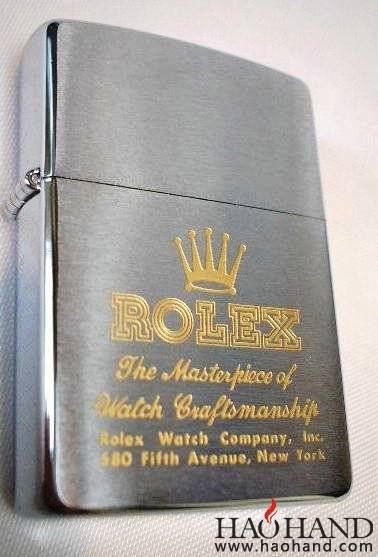 ROLEX
The Masterpiece of
Watch Craftsmanship
Rolex Watch Company, Inc.
580 Fifth Avenue, New York
HAOHAND
www.haohand.com